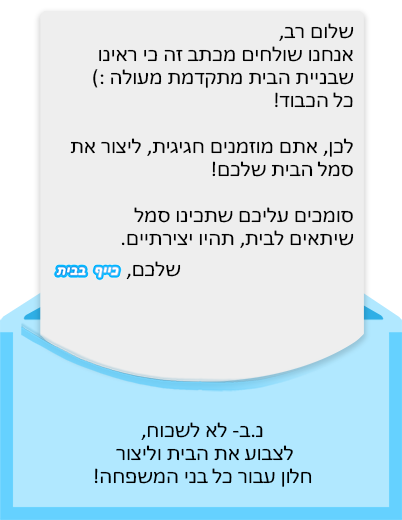 שלום רב,
אנחנו שולחים מכתב זה כי ראינו
שבניית הבית מתקדמת מעולה :)
כל הכבוד!
לכן, אתם מוזמנים חגיגית, ליצור את
סמל הבית שלכם!
סומכים עליכם שתכינו סמל
שיתאים לבית, תהיו יצירתיים.
שלכם, כייף בבית
נ.ב- לא לשכוח,
לצבוע את הבית וליצור
חלון עבור כל בני המשפחה!